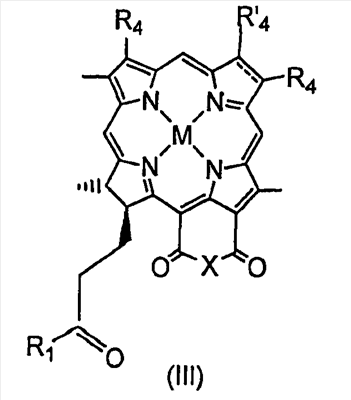 R4 R'4
R4
N N
M
N N
O X O
R1 O
(III)